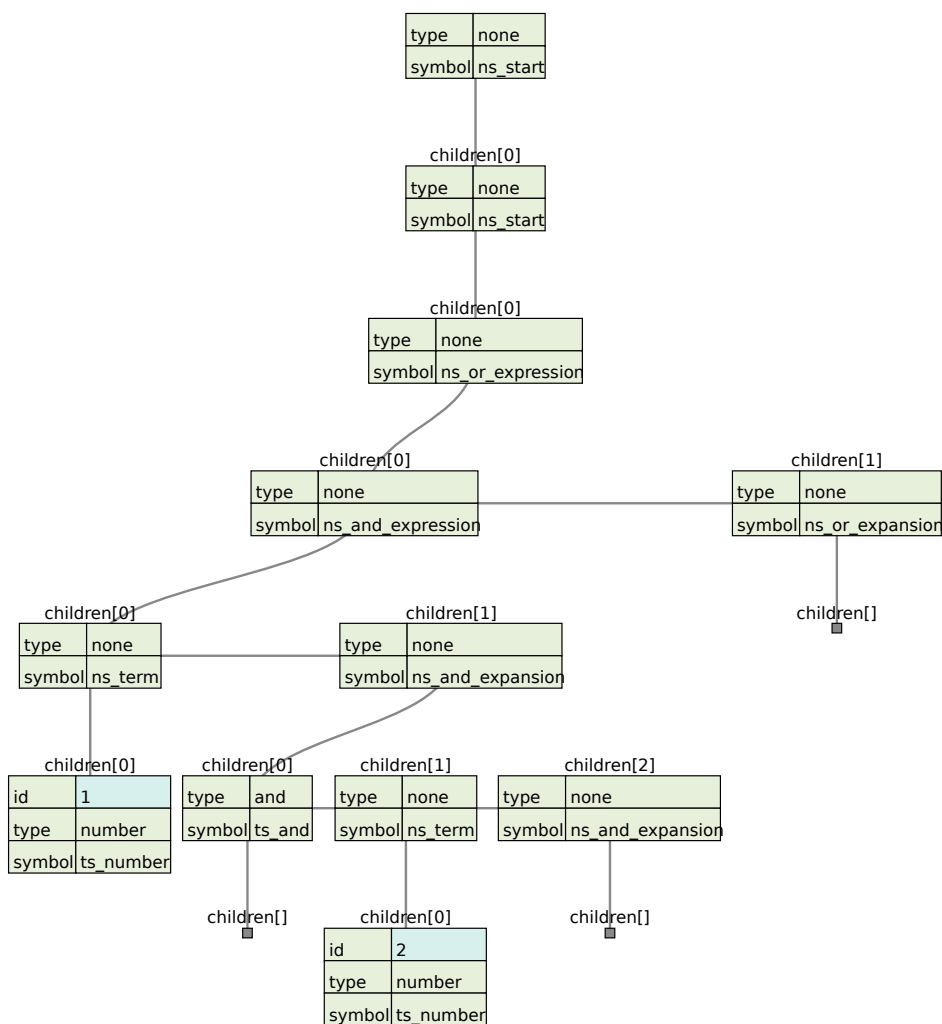 type none
symbol ns_start
children[0]
type none
symbol ns_start
children[0]
type none
symbol ns_or_expression
children[0] children[1]
type none type none
symbol ns_and_expression symbol ns_or_expansion
children[0] children[1] children[]
type none type none
symbol ns_term symbol ns_and_expansion
children[0] children[0] children[1] children[2]
id 1 type and type none type none
type number symbol ts_and symbol ns_term symbol ns_and_expansion
symbol ts_number
children[] children[0] children[]
id 2
type number
symbol ts_number